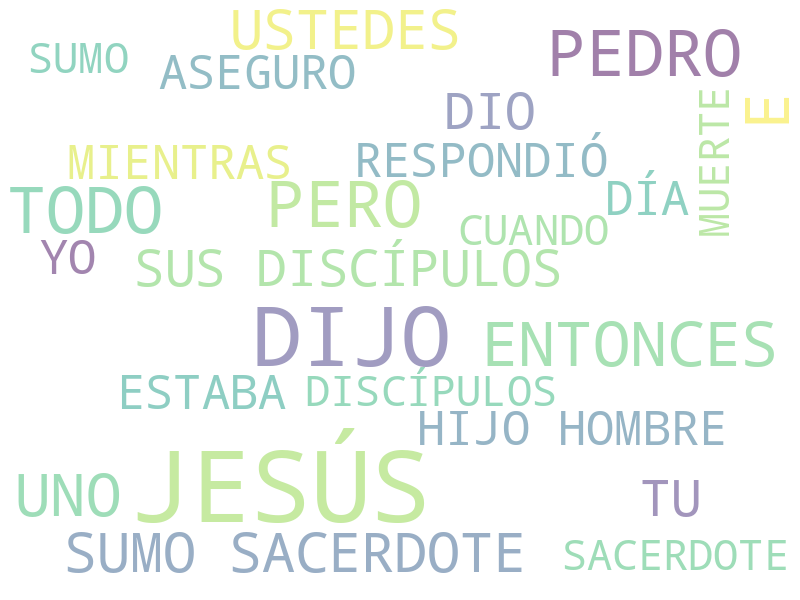 USTEDES
SUMO
ASEGURO
PEDRO
DIO
E
MUERTE
MIENTRAS
RESPONDIÓ
TODO
PERO
DÍA
CUANDO
YO
SUS DISCÍPULOS
DIJO
ENTONCES
ESTABA
DISCÍPULOS
HIJO HOMBRE
JESÚS
UNO
TU
SUMO SACERDOTE
SACERDOTE